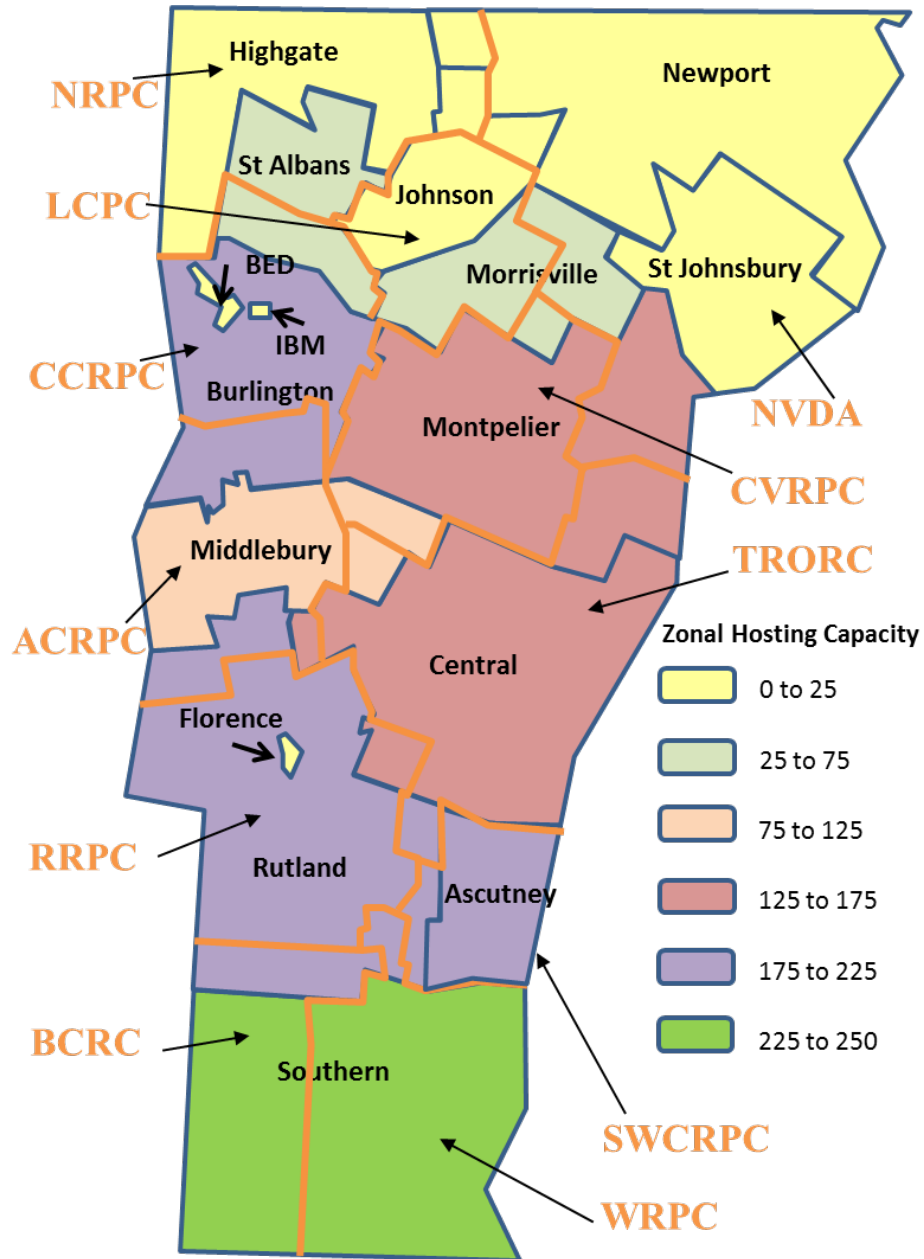 Highgate
Newport
NRPC
St Albans
Johnson
LCPC
BED
Morrisville
St Johnsbury
IBM
CCRPC
Burlington
NVDA
Montpelier
CVRPC
Middlebury
TRORC
ACRPC
Zonal Hosting Capacity
Central
0 to 25
Florence
25 to 75
75 to 125
RRPC
Rutland
Ascutney
125 to 175
175 to 225
BCRC
225 to 250
Southern
SWCRPC
WRPC